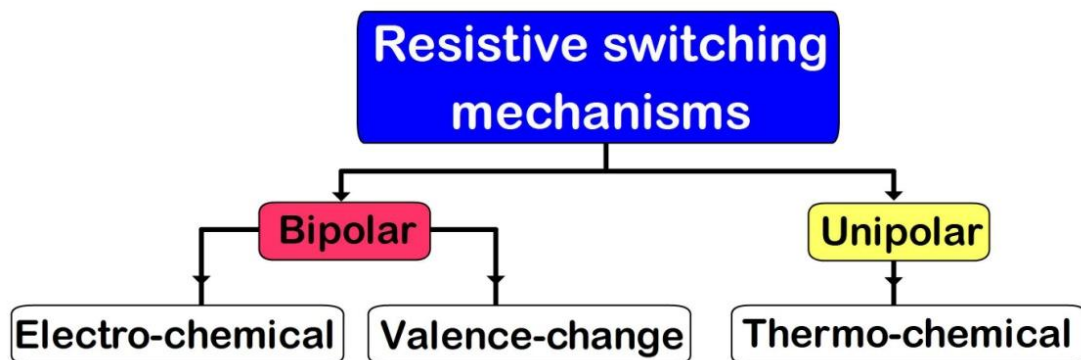 Resistive switching
mechanisms
Bipolar
Unipolar
Electro-chemical
Valence-change
Thermo-chemical